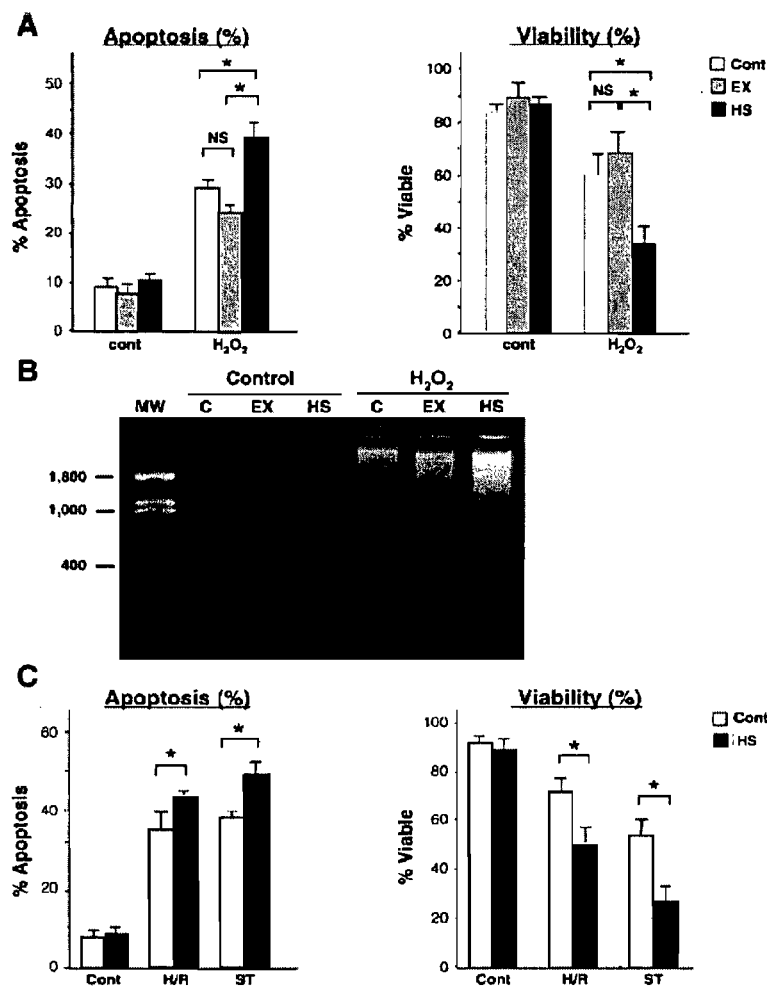 A
Apoptosis (%)
Viability (%)
Cont
EX
HS
% Apoptosis
50
40
30
20
10
0
*
*
NS
cont
H₂O₂
% Viable
100
80
60
40
20
0
*
NS
*
cont
H₂O₂
B
Control
H₂O₂
MW
C
EX
HS
C
EX
HS
1,800
1,000
400
C
Apoptosis (%)
Viability (%)
Cont
HS
% Apoptosis
60
40
20
0
*
*
Cont
H/R
ST
% Viable
100
80
60
40
20
0
*
*
Cont
H/R
ST